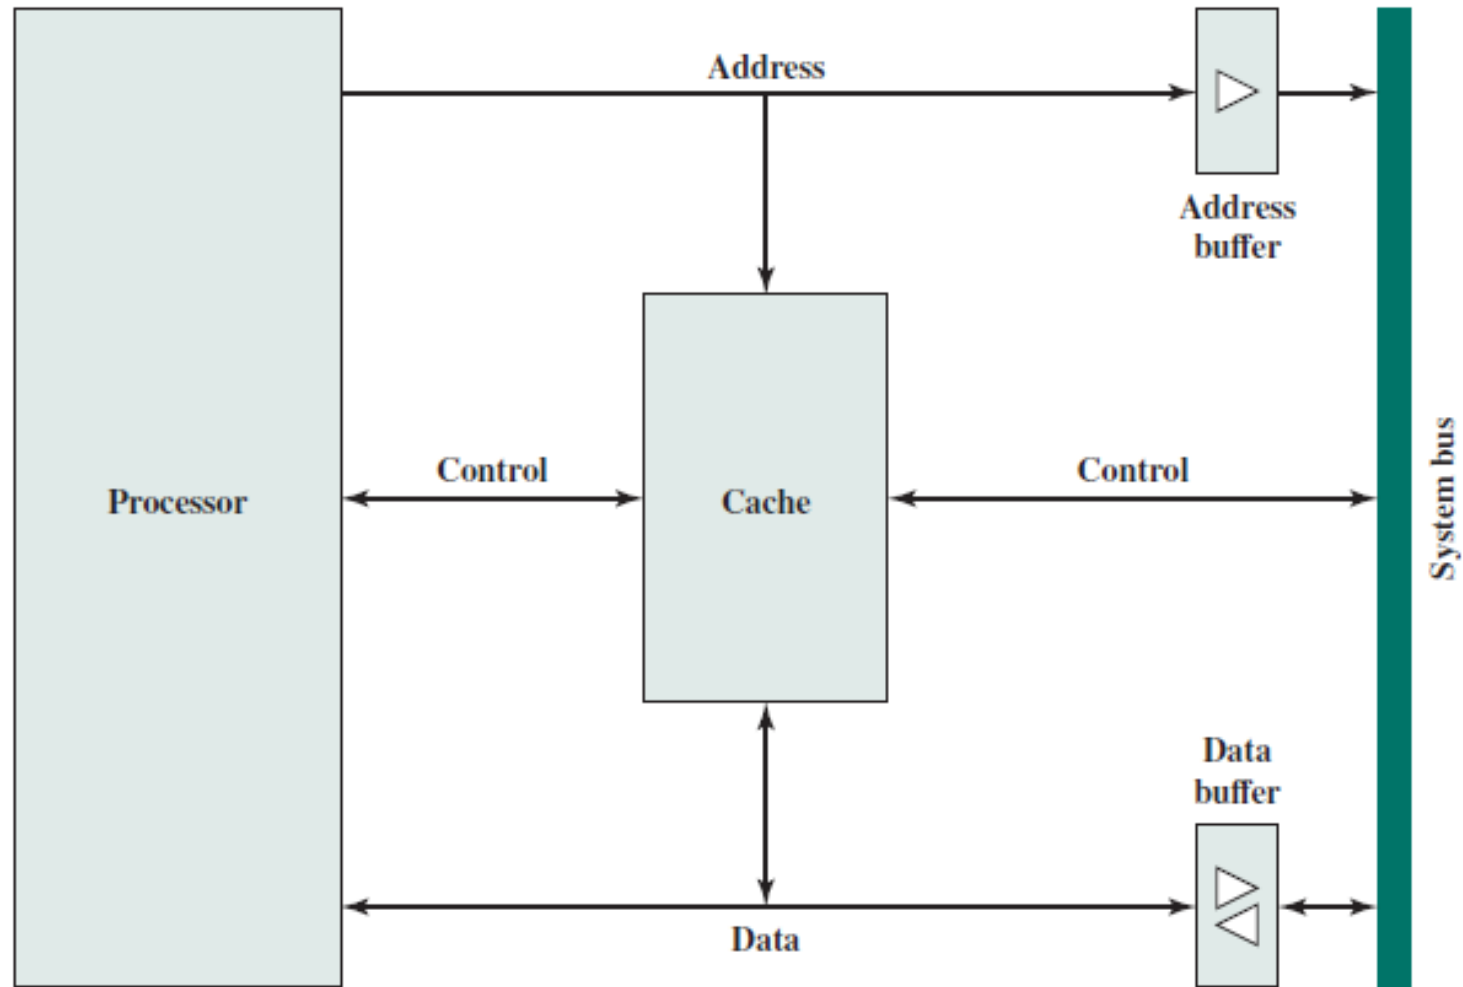 Address
Address
buffer
Processor
Control
Cache
Control
System bus
Data
buffer
Data